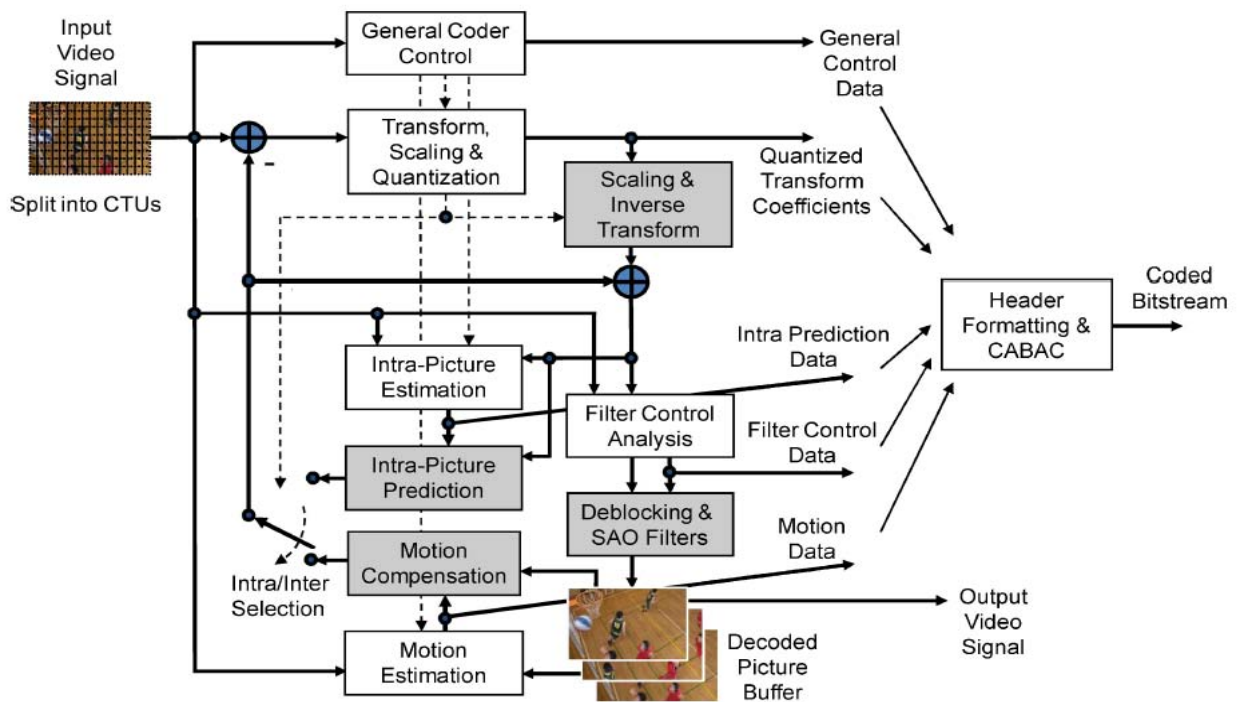 Input
Video
Signal
Split into CTUs
General Coder
Control
Transform,
Scaling &
Quantization
-
Scaling &
Inverse
Transform
Intra-Picture
Estimation
Intra-Picture
Prediction
Motion
Compensation
Motion
Estimation
Intra/Inter
Selection
Filter Control
Analysis
Deblocking &
SAO Filters
Decoded
Picture
Buffer
General
Control
Data
Quantized
Transform
Coefficients
Intra Prediction
Data
Filter Control
Data
Motion
Data
Header
Formatting &
CABAC
Coded
Bitstream
Output
Video
Signal